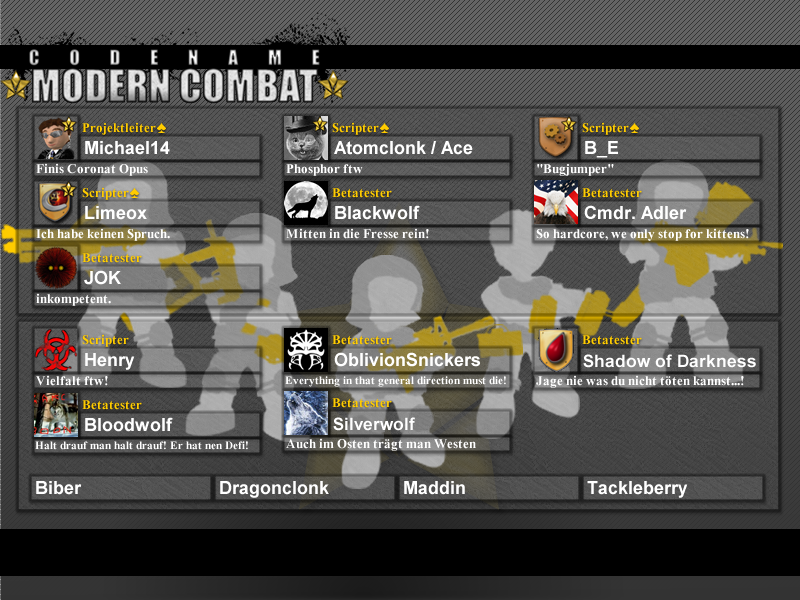 CODENAME
MODERN COMBAT
Projektleiter♠
Michael14
Finis Coronat Opus
Scripter♠
Atomclonk / Ace
Phosphor ftw
Scripter♠
B_E
"Bugjumper"
Scripter♠
Limeox
Ich habe keinen Spruch.
Betatester
Blackwolf
Mitten in die Fresse rein!
Betatester
Cmdr. Adler
So hardcore, we only stop for kittens!
Betatester
JOK
inkompetent.
Scripter
Henry
Vielfalt ftw!
Betatester
OblivionSnickers
Everything in that general direction must die!
Betatester
Shadow of Darkness
Jage nie was du nicht töten kannst...!
Betatester
Bloodwolf
Halt drauf man halt drauf! Er hat nen Defi!
Betatester
Silverwolf
Auch im Osten trägt man Westen
Biber
Dragonclonk
Maddin
Tackleberry